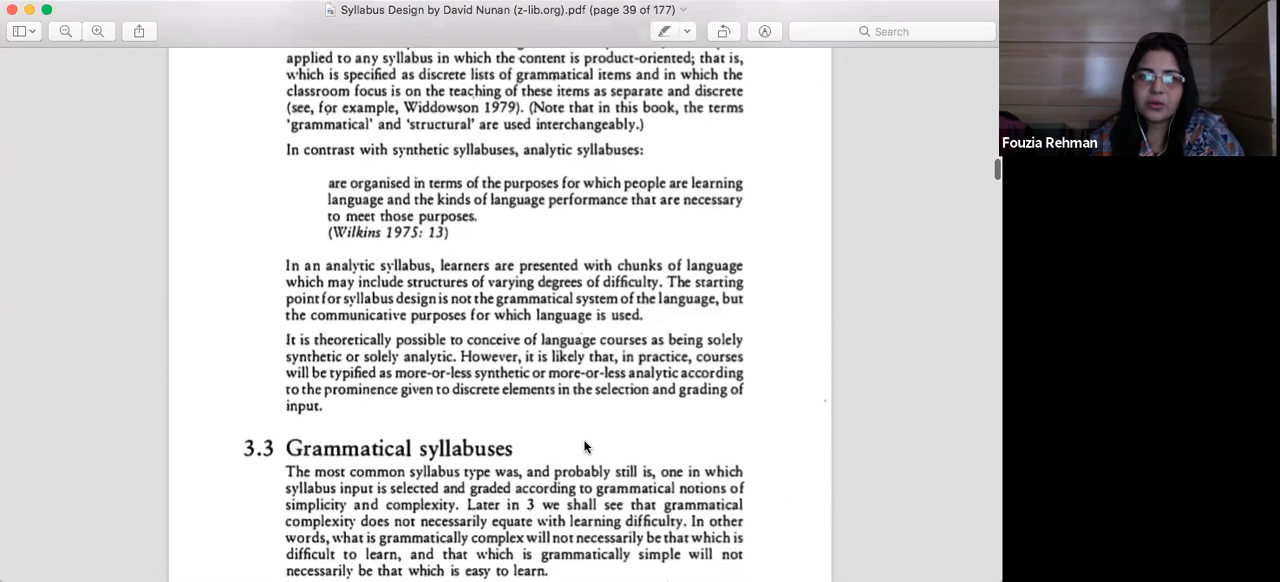 Syllabus Design by David Nunan (z-lib.org).pdf (page 39 of 177)
Search
applied to any syllabus in which the content is product-oriented; that is,
which is specified as discrete lists of grammatical items and in which the
classroom focus is on the teaching of these items as separate and discrete
(see, for example, Widdowson 1979). (Note that in this book, the terms
'grammatical' and 'structural' are used interchangeably.)
In contrast with synthetic syllabuses, analytic syllabuses:
are organised in terms of the purposes for which people are learning
language and the kinds of language performance that are necessary
to meet those purposes.
(Wilkins 1975: 13)
In an analytic syllabus, learners are presented with chunks of language
which may include structures of varying degrees of difficulty. The starting
point for syllabus design is not the grammatical system of the language, but
the communicative purposes for which language is used.
It is theoretically possible to conceive of language courses as being solely
synthetic or solely analytic. However, it is likely that, in practice, courses
will be typified as more-or-less synthetic or more-or-less analytic according
to the prominence given to discrete elements in the selection and grading of
input.
3.3 Grammatical syllabuses
The most common syllabus type was, and probably still is, one in which
syllabus input is selected and graded according to grammatical notions of
simplicity and complexity. Later in 3 we shall see that grammatical
complexity does not necessarily equate with learning difficulty. In other
words, what is grammatically complex will not necessarily be that which is
difficult to learn, and that which is grammatically simple will not
necessarily be that which is easy to learn.
Fouzia Rehman